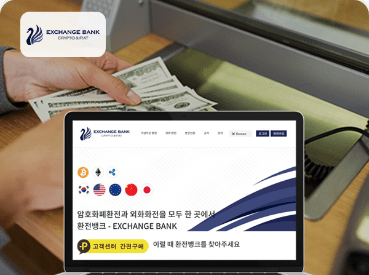 EXCHANGE BANK
CRYPTO & FIAT
EXCHANGE BANK
Korean
암호화폐환전과 외화환전을 모두 한 곳에서
환전뱅크 - EXCHANGE BANK
고객센터 간편구매
이럴 때 환전뱅크를 찾아주세요